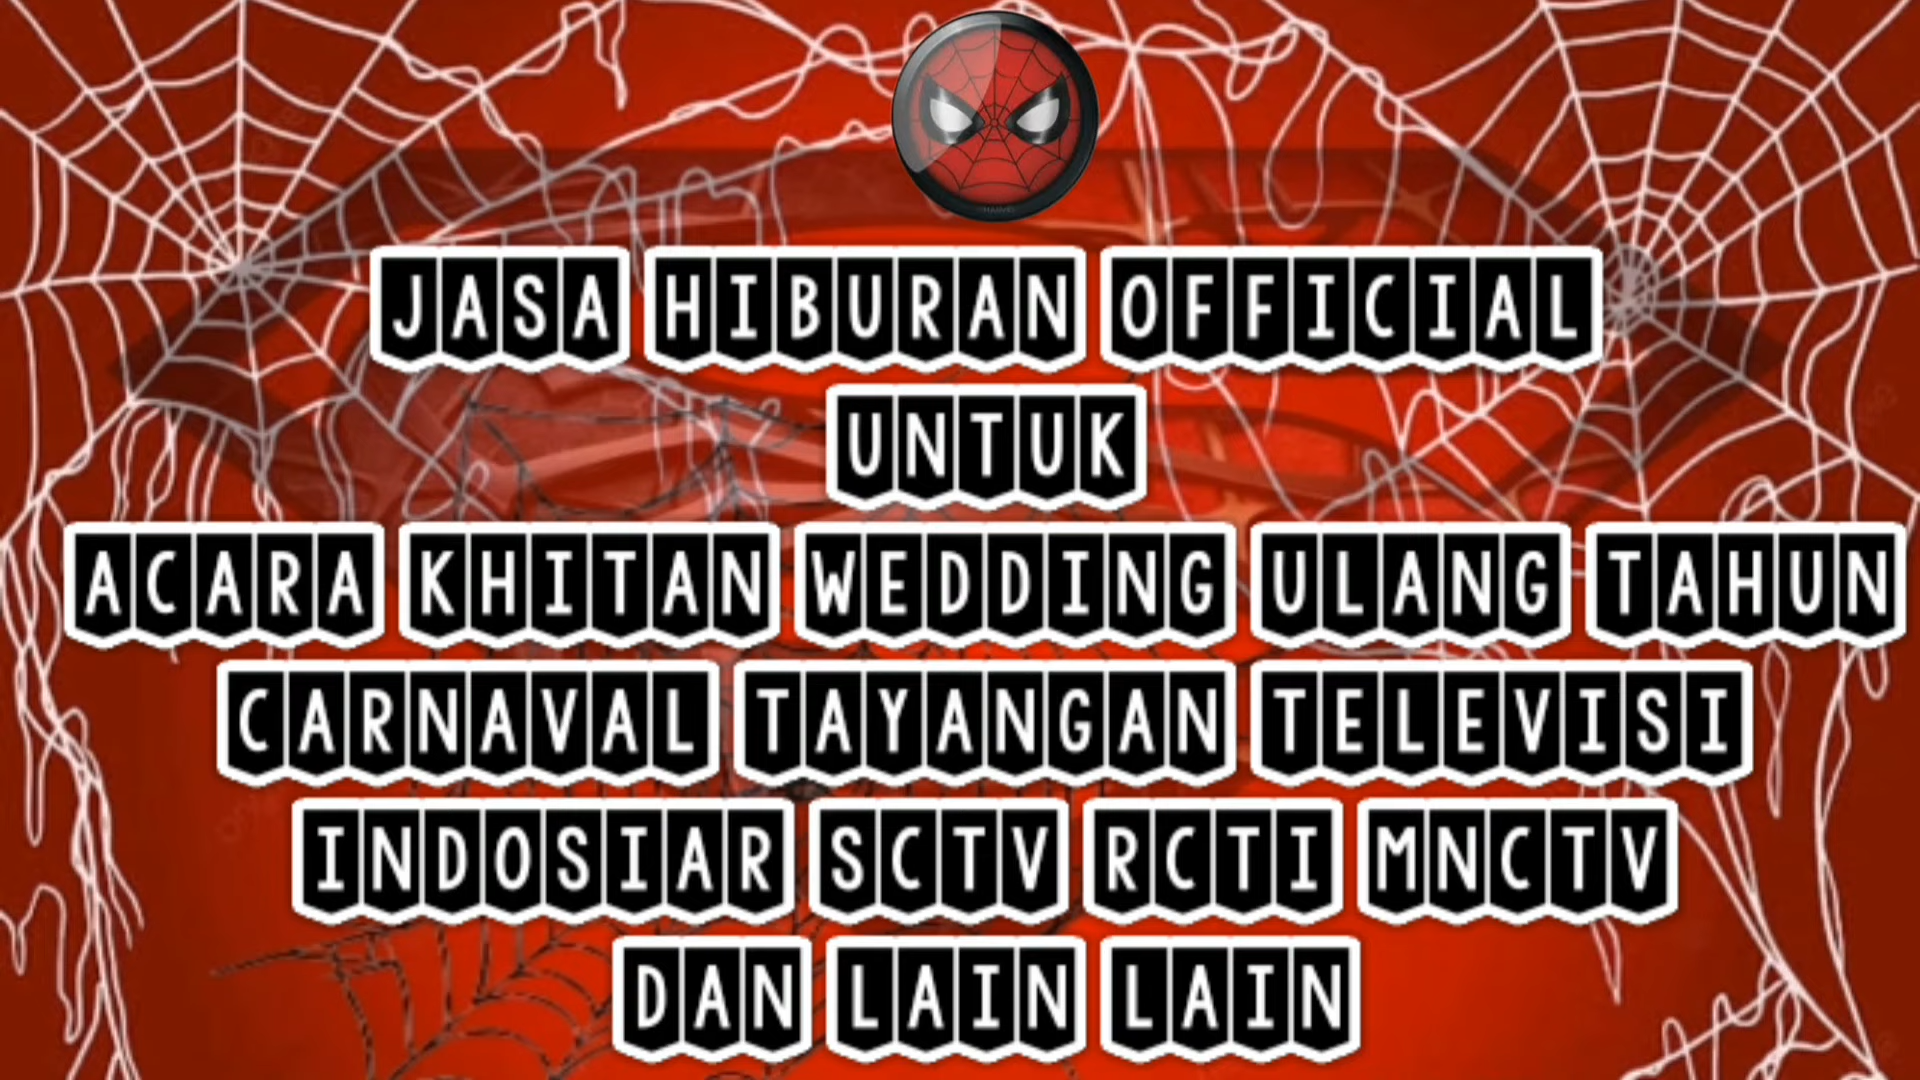 JASA HIBURAN OFFICIAL
UNTUK
ACARA KHITAN WEDDING ULANG TAHUN
CARNAVAL TAYANGAN TELEVISI
INDOSIAR SCTV RCTI MNCTV
DAN LAIN LAIN